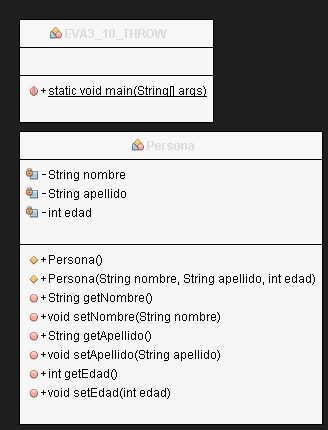 EVA3_10_THROW
+ static void main(String[] args)
Persona
- String nombre
- String apellido
- int edad
+ Persona()
+ Persona(String nombre, String apellido, int edad)
+ String getNombre()
+ void setNombre(String nombre)
+ String getApellido()
+ void setApellido(String apellido)
+ int getEdad()
+ void setEdad(int edad)